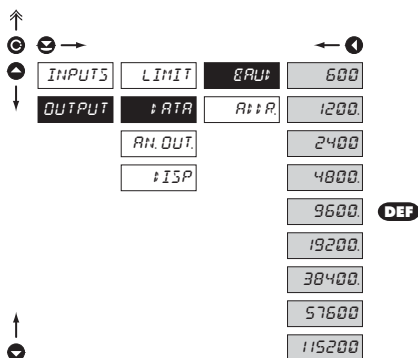 INPUTS LIMIT BAUD 600
OUTPUT DATA ADDR. 1200.
AN. OUT. 2400
DISP 4800.
9600. DEF
19200.
38400.
57600
115200